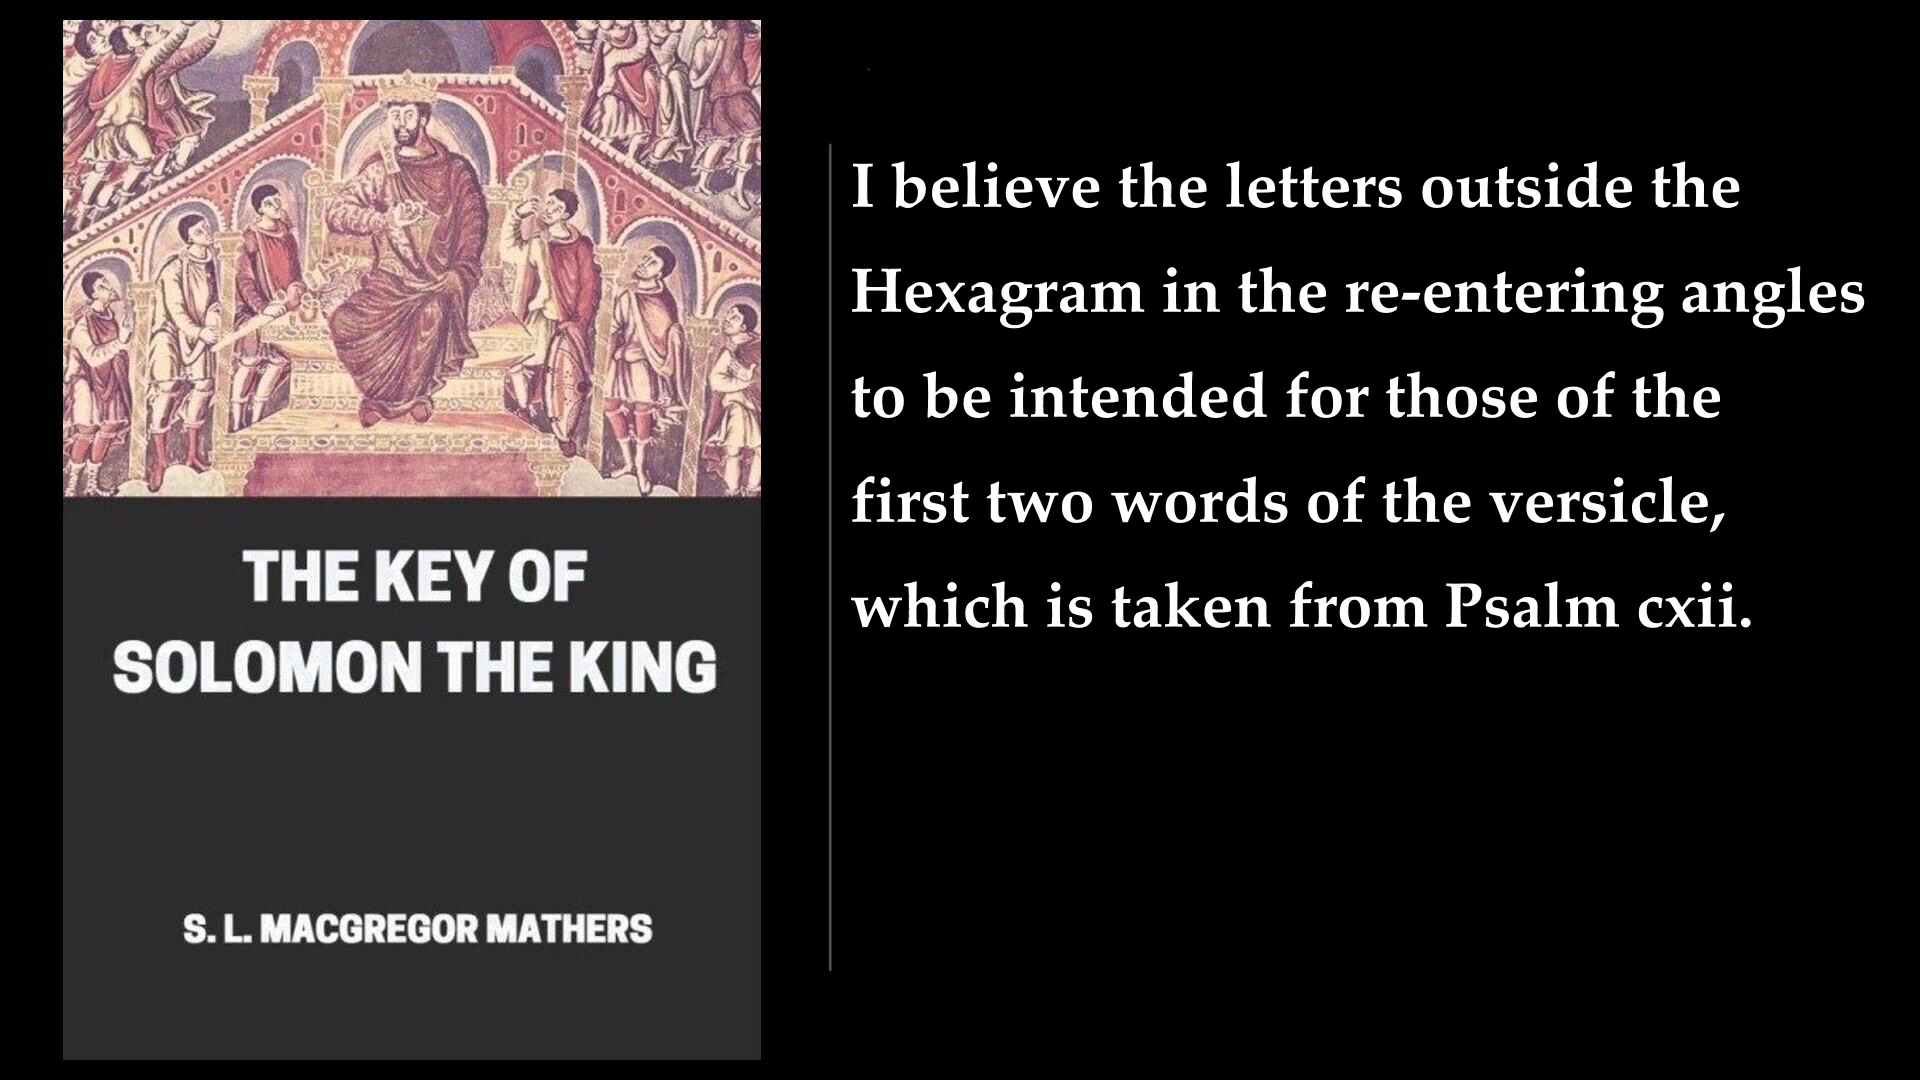 THE KEY OF
SOLOMON THE KING
S. L. MACGREGOR MATHERS
I believe the letters outside the
Hexagram in the re-entering angles
to be intended for those of the
first two words of the versicle,
which is taken from Psalm cxii.